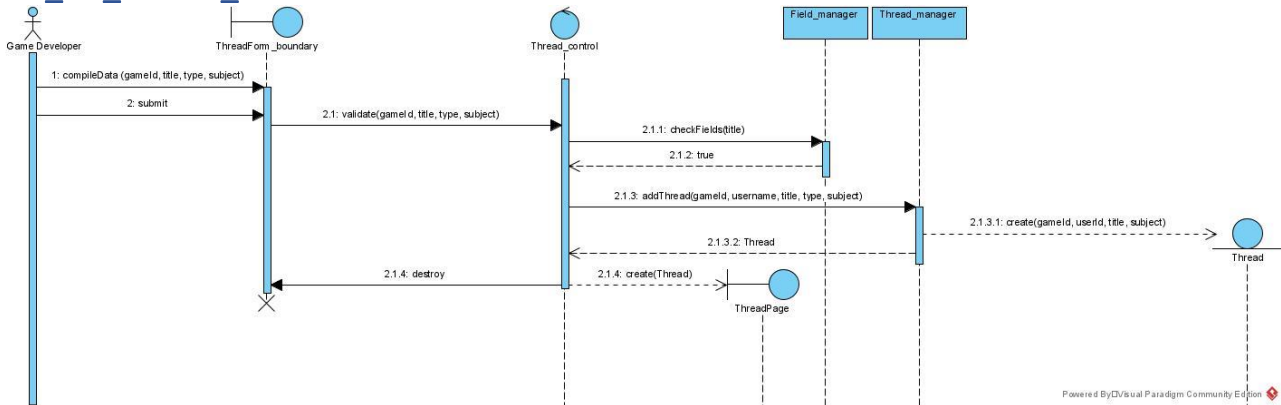 Field_manager
Thread_manager
Game Developer
ThreadForm_boundary
Thread_control
1: compileData (gameId, title, type, subject)
2: submit
2.1: validate(gameId, title, type, subject)
2.1.1: checkFields(title)
2.1.2: true
2.1.3: addThread(gameId, username, title, type, subject)
2.1.3.1: create(gameId, userId, title, subject)
2.1.3.2: Thread
Thread
2.1.4: destroy
2.1.4: create(Thread)
ThreadPage
Powered By Visual Paradigm Community Edition